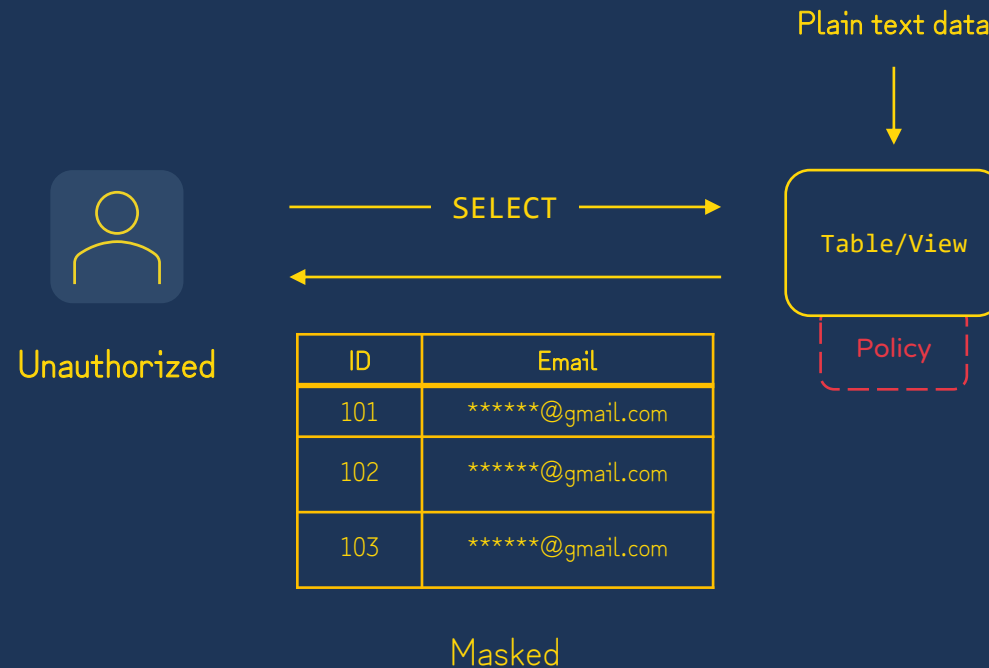 Plain text data
SELECT
Table/View
Policy
Unauthorized
ID Email
101 ******@gmail.com
102 ******@gmail.com
103 ******@gmail.com
Masked